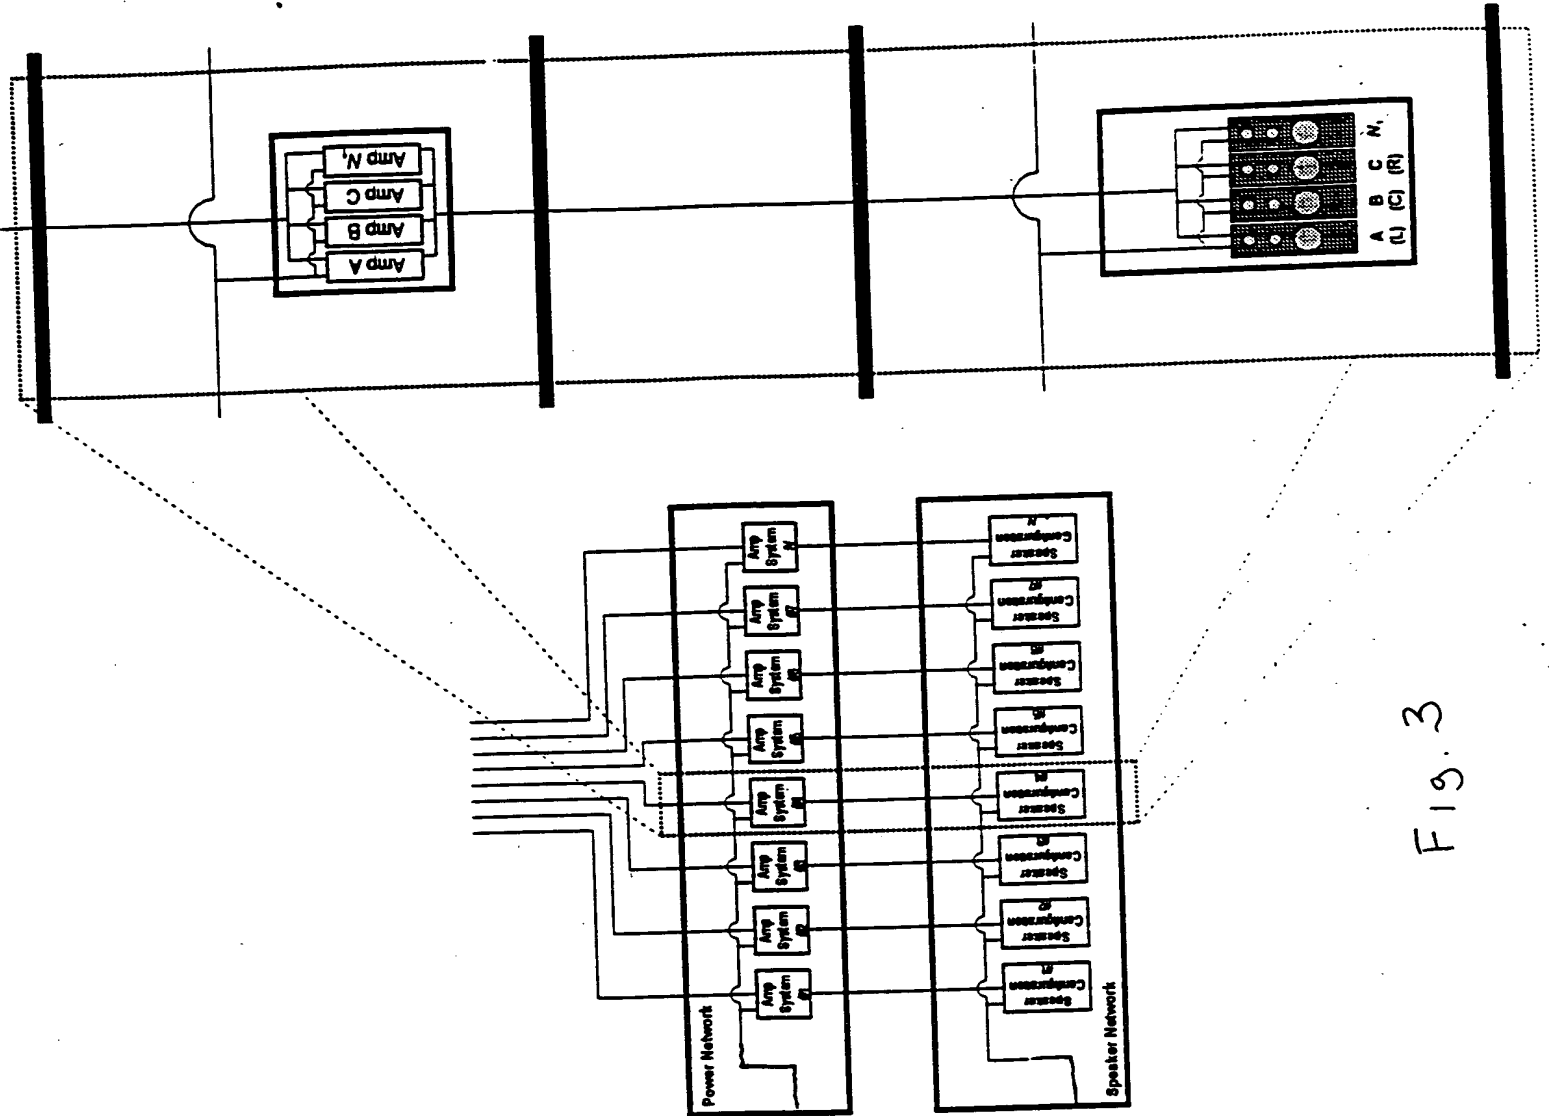 Amp N₁
Amp C
Amp B
Amp A
N₁
C
(R)
B
(C)
A
(L)
Power Network
Amp
System
N
Amp
System
#7
Amp
System
#6
Amp
System
#5
Amp
System
#4
Amp
System
#3
Amp
System
#2
Amp
System
#1
Speaker Network
Speaker
Configuration
N
Speaker
Configuration
#7
Speaker
Configuration
#6
Speaker
Configuration
#5
Speaker
Configuration
#4
Speaker
Configuration
#3
Speaker
Configuration
#2
Speaker
Configuration
#1
Fig. 3